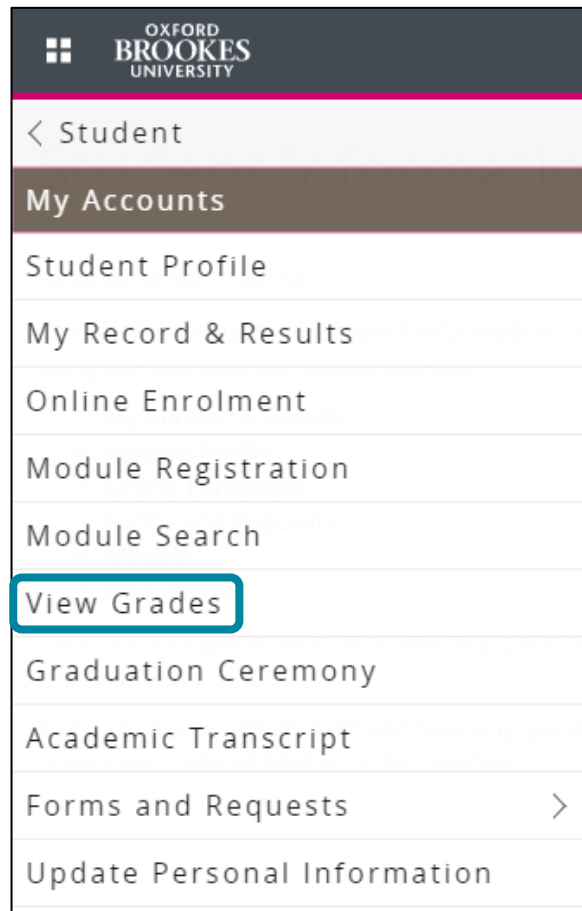 OXFORD
BROOKES
UNIVERSITY
< Student
My Accounts
Student Profile
My Record & Results
Online Enrolment
Module Registration
Module Search
View Grades
Graduation Ceremony
Academic Transcript
Forms and Requests >
Update Personal Information